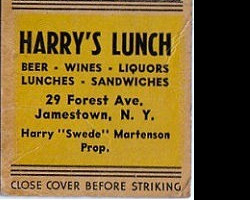 HARRY'S LUNCH
BEER - WINES - LIQUORS
LUNCHES - SANDWICHES
29 Forest Ave.
Jamestown, N. Y.
Harry "Swede" Martenson
Prop.
CLOSE COVER BEFORE STRIKING